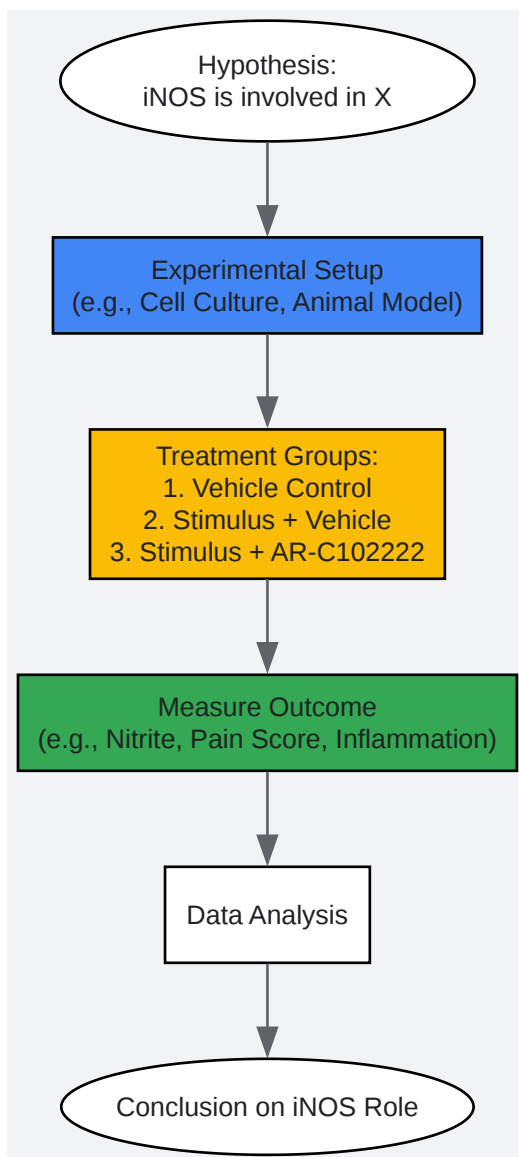 Hypothesis:
iNOS is involved in X
Experimental Setup
(e.g., Cell Culture, Animal Model)
Treatment Groups:
1. Vehicle Control
2. Stimulus + Vehicle
3. Stimulus + AR-C102222
Measure Outcome
(e.g., Nitrite, Pain Score, Inflammation)
Data Analysis
Conclusion on iNOS Role